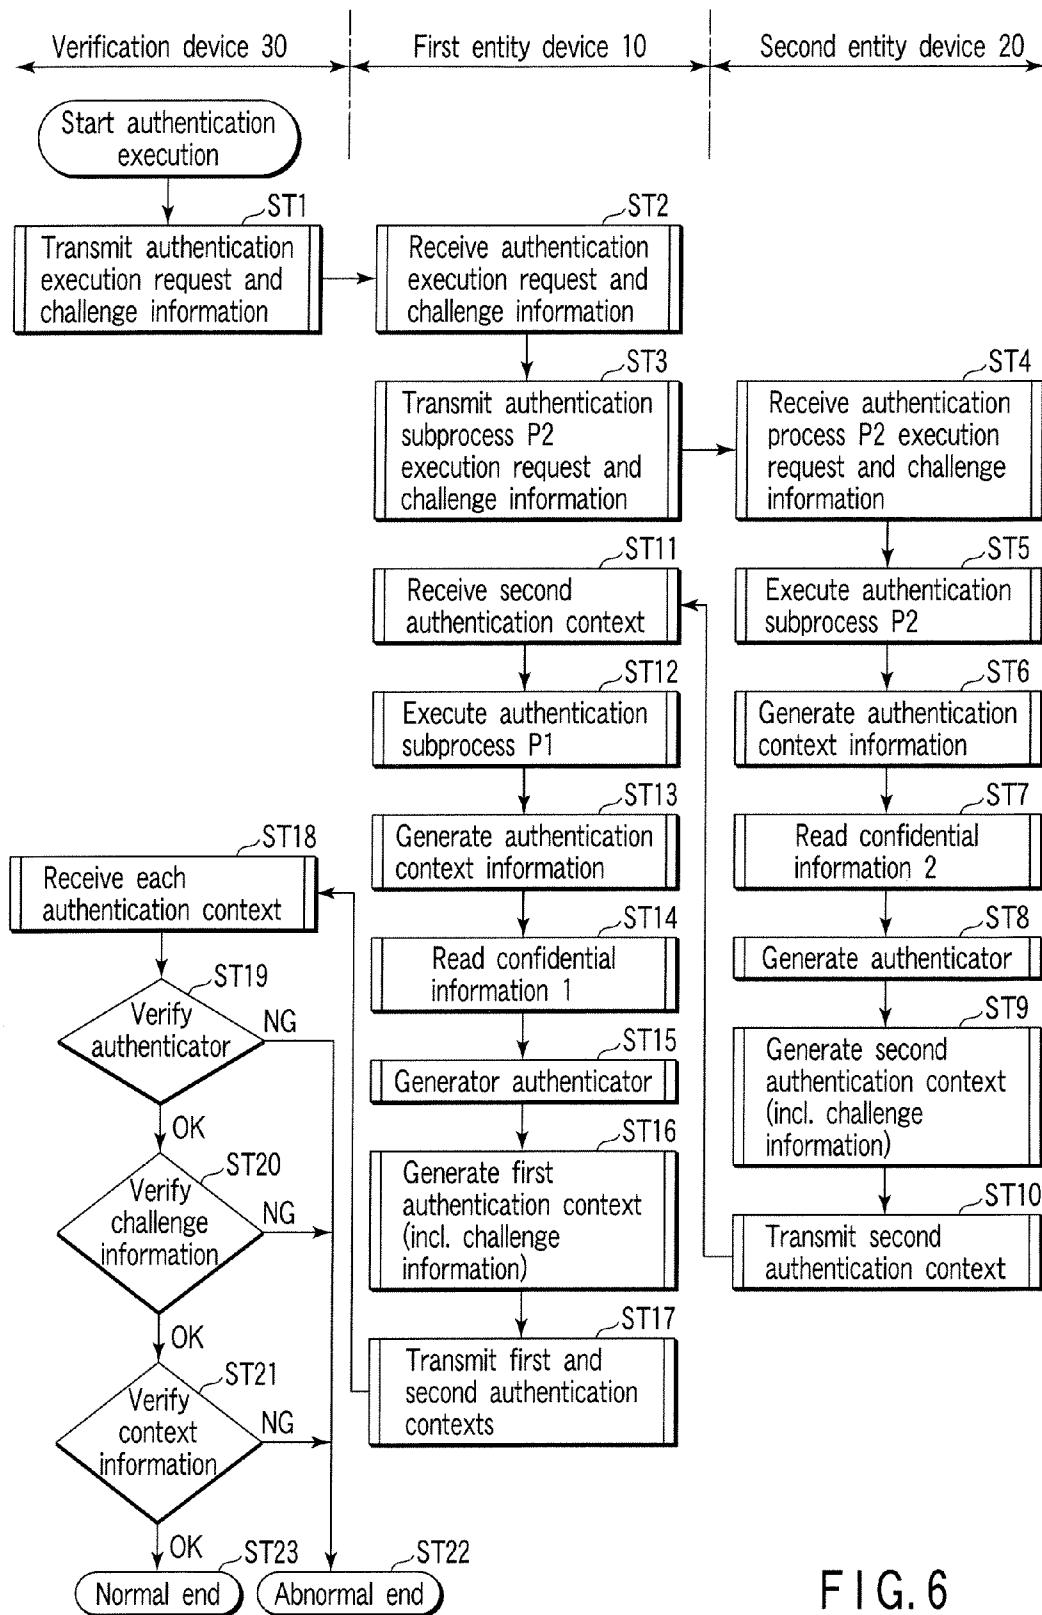 Verification device 30
First entity device 10
Second entity device 20
Start authentication
execution
ST1
Transmit authentication
execution request and
challenge information
ST2
Receive authentication
execution request and
challenge information
ST3
Transmit authentication
subprocess P2
execution request and
challenge information
ST4
Receive authentication
process P2 execution
request and challenge
information
ST5
Execute authentication
subprocess P2
ST6
Generate authentication
context information
ST7
Read confidential
information 2
ST8
Generate authenticator
ST9
Generate second
authentication context
(incl. challenge
information)
ST10
Transmit second
authentication context
ST11
Receive second
authentication context
ST12
Execute authentication
subprocess P1
ST13
Generate authentication
context information
ST14
Read confidential
information 1
ST15
Generator authenticator
ST16
Generate first
authentication context
(incl. challenge
information)
ST17
Transmit first and
second authentication
contexts
ST18
Receive each
authentication context
ST19
Verify
authenticator
NG
OK
ST20
Verify
challenge
information
NG
OK
ST21
Verify
context
information
NG
OK
ST23
Normal end
ST22
Abnormal end
FIG. 6